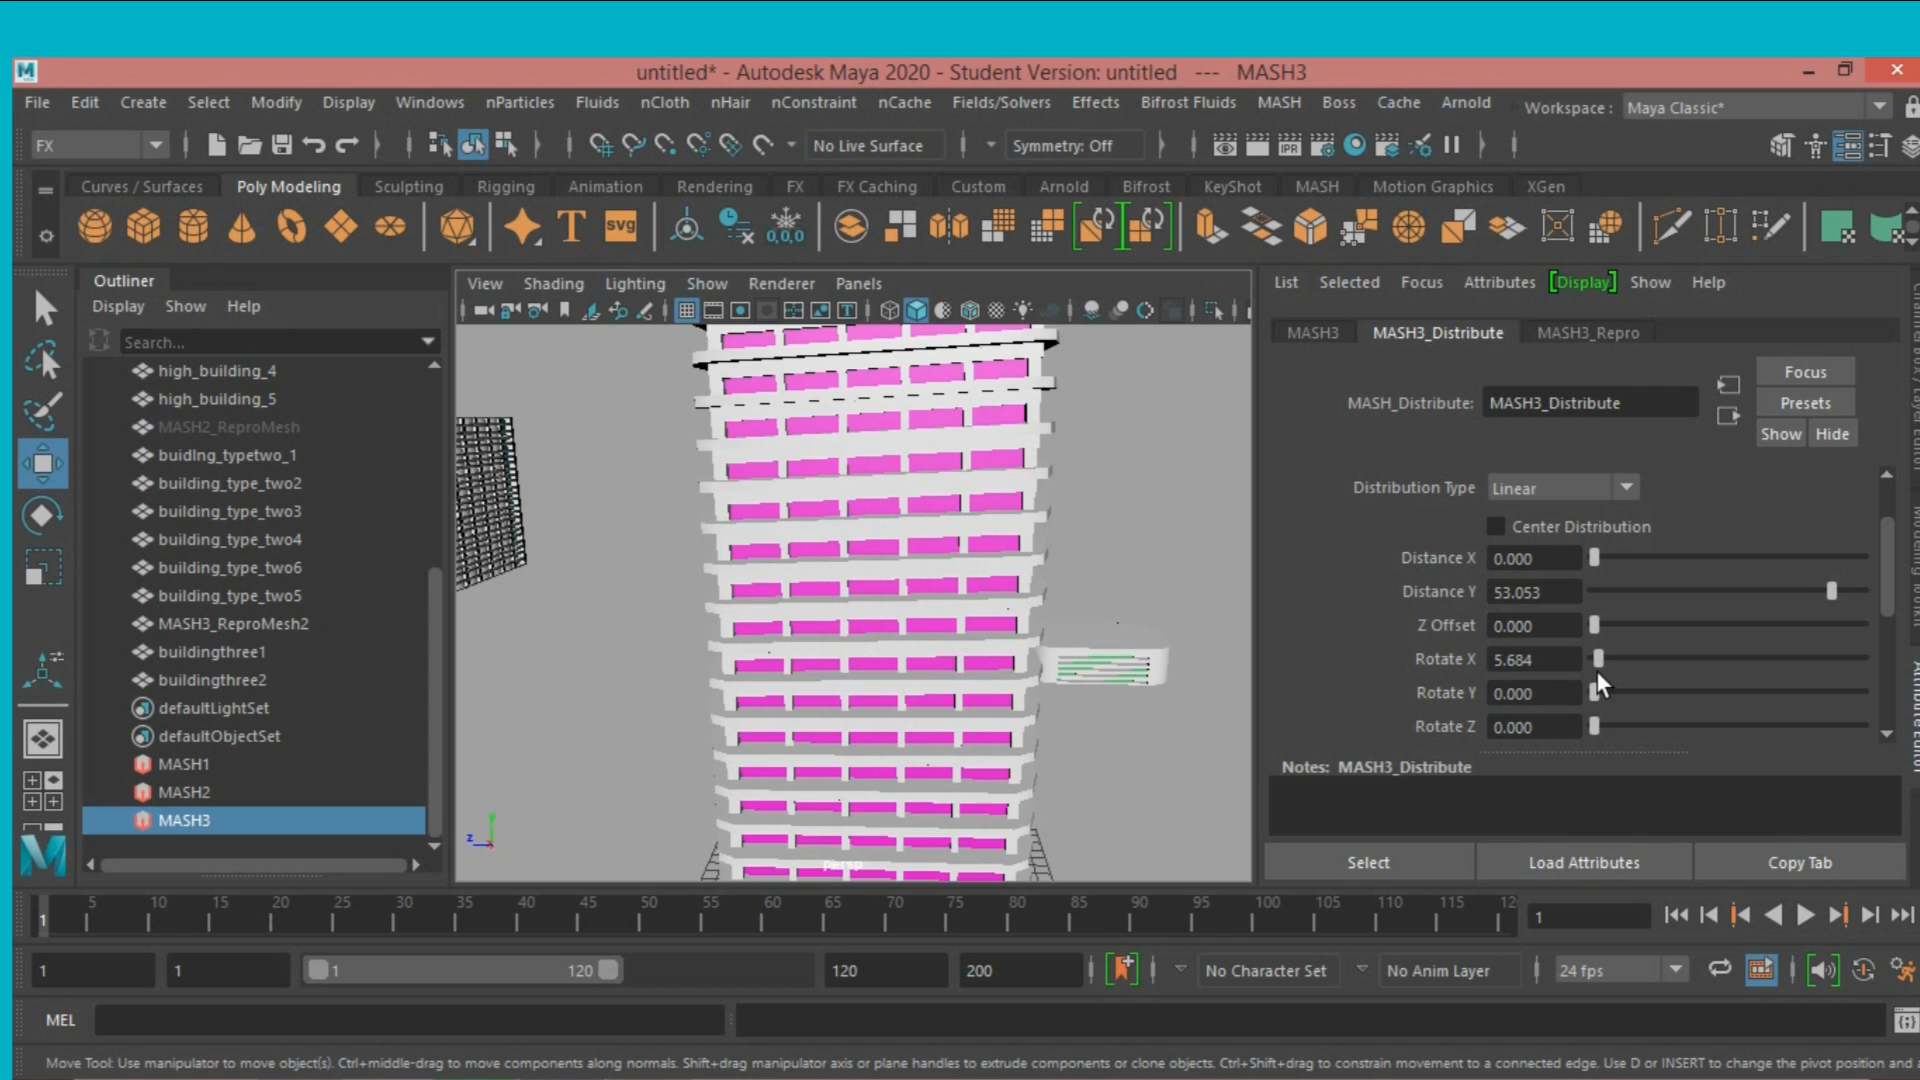 untitled* - Autodesk Maya 2020 - Student Version: untitled --- MASH3
File Edit Create Select Modify Display Windows nParticles Fluids nCloth nHair nConstraint nCache Fields/Solvers Effects Bifrost Fluids MASH Boss Cache Arnold Workspace : Maya Classic*
FX No Live Surface Symmetry: Off
Curves / Surfaces Poly Modeling Sculpting Rigging Animation Rendering FX FX Caching Custom Arnold Bifrost KeyShot MASH Motion Graphics XGen
T svg 0,0,0
Outliner
Display Show Help
Search...
high_building_4
high_building_5
MASH2_ReproMesh
buidlng_typetwo_1
building_type_two2
building_type_two3
building_type_two4
building_type_two6
building_type_two5
MASH3_ReproMesh2
buildingthree1
buildingthree2
defaultLightSet
defaultObjectSet
MASH1
MASH2
MASH3
View Shading Lighting Show Renderer Panels
z
persp
List Selected Focus Attributes Display Show Help
MASH3 MASH3_Distribute MASH3_Repro
MASH_Distribute: MASH3_Distribute
Focus
Presets
Show Hide
Distribution Type Linear
Center Distribution
Distance X 0.000
Distance Y 53.053
Z Offset 0.000
Rotate X 5.684
Rotate Y 0.000
Rotate Z 0.000
Notes: MASH3_Distribute
Select Load Attributes Copy Tab
1 5 10 15 20 25 30 35 40 45 50 55 60 65 70 75 80 85 90 95 100 105 110 115 12 1
1 1 1 120 120 200 No Character Set No Anim Layer 24 fps
MEL
Move Tool: Use manipulator to move object(s). Ctrl+middle-drag to move components along normals. Shift+drag manipulator axis or plane handles to extrude components or clone objects. Ctrl+Shift+drag to constrain movement to a connected edge. Use D or INSERT to change the pivot position and a